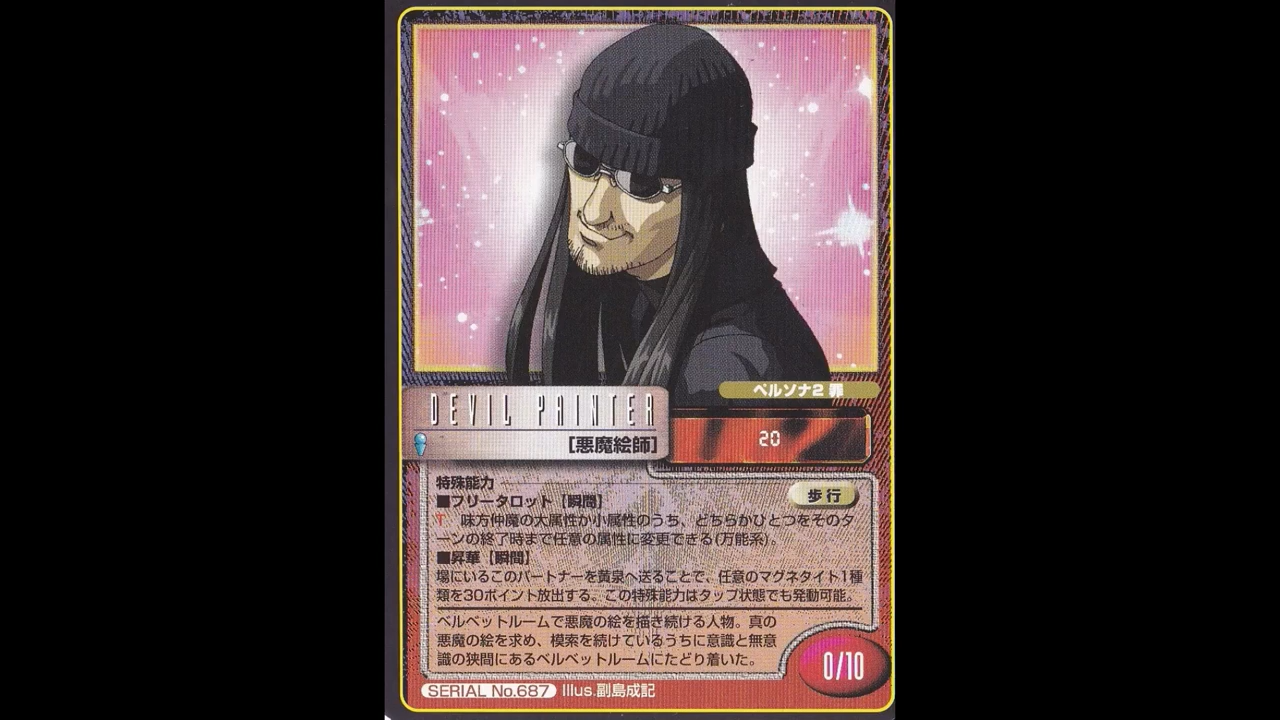 ペルソナ2 罪
DEVIL PAINTER
[悪魔絵師]
20
特殊能力
歩行
■フリータロット【瞬間】
T 味方仲魔の大属性か小属性のうち、どちらかひとつをそのタ
ーンの終了時まで任意の属性に変更できる(万能系)。
■昇華【瞬間】
場にいるこのパートナーを黄泉へ送ることで、任意のマグネタイト1種
類を30ポイント放出する。この特殊能力はタップ状態でも発動可能。
ベルベットルームで悪魔の絵を描き続ける人物。真の
悪魔の絵を求め、模索を続けているうちに意識と無意
識の狭間にあるベルベットルームにたどり着いた。
0/10
SERIAL No.687 Illus.副島成記